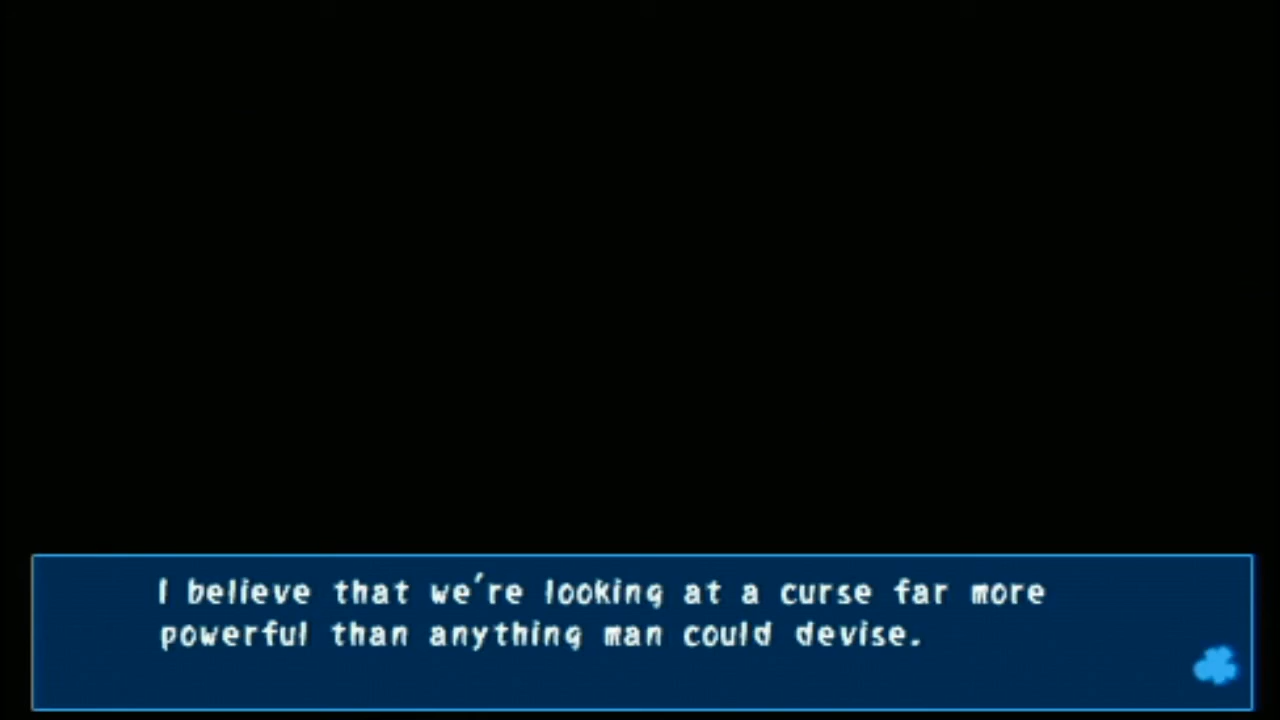 I believe that we're looking at a curse far more
powerful than anything man could devise.